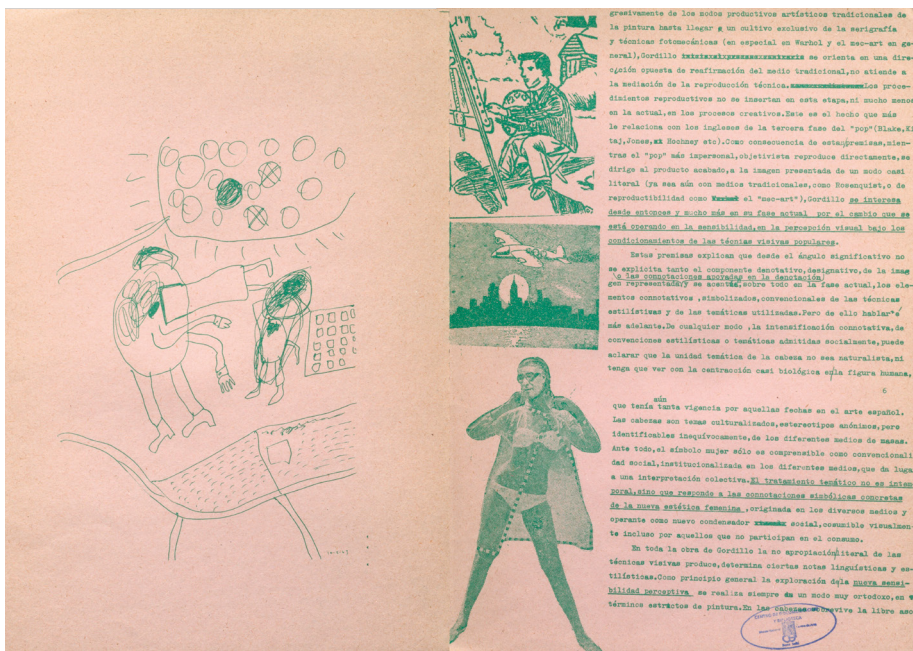 gresivamente de los modos productivos artísticos tradicionales de
la pintura hasta llegar a un cultivo exclusivo de la serigrafía
y técnicas fotomecánicas (en especial en Warhol y el mec-art en ge
neral),Gordillo se orienta en una dire-
cción opuesta de reafirmación del medio tradicional,no atiende a
la mediación de la reproducción técnica. Los proce-
dimientos reproductivos no se insertan en esta etapa,ni mucho menos
en la actual,en los procesos creativos.Este es el hecho que más
le relaciona con los ingleses de la tercera fase del "pop"(Blake,Ki
taj,Jones, Hockney etc).Como consecuencia de estas premisas,mien-
tras el "pop" más impersonal,objetivista reproduce directamente,se
dirige al producto acabado,a la imagen presentada de un modo casi
literal (ya sea aún con medios tradicionales,como Rosenquist,o de
reproductibilidad como el "mec-art"),Gordillo se interesa
desde entonces y mucho más en su fase actual por el cambio que se
está operando en la sensibilidad,en la percepción visual bajo los
condicionamientos de las técnias visivas populares.
Estas premisas explican que desde el ángulo significativo no
se explicita tanto el componente denotativo,designativo,de la imag
o las connotaciones apoyadas en la denotación
gen representada,y se acentúa,sobre todo en la fase actual,los ele-
mentos connotativos ,simbolizados,convencionales de las técnicas
estilísticas y de las temáticas utilizadas.Pero de ello hablar's
más adelante.De cualquier modo ,la intensificación connotativa,de
convenciones estilísticas o temáticas admitidas socialmente,puede
aclarar que la unidad temática de la cabeza no sea naturalista,ni
tenga que ver con la contracción casi biológica en la figura humana,
6
aún
que tenía tanta vigencia por aquellas fechas en el arte español.
Las cabezas son temas culturalizados,estereotipos anónimos,pero
identificables inequívocamente,de los diferentes medios de masas.
Ante todo,el símbolo mujer sólo es comprensible como convencionali
dad social,institucionalizada en los diferentes medios,que da luga
a una interpretación colectiva.El tratamiento temático no es intem
poral,sino que responde a las connotaciones simbólicas concretas
de la nueva estética femenina ,originada en los diversos medios y
operante como nuevo condensador social,cosumible visualmen
te incluso por aquellos que no participan en el consumo.
En toda la obra de Gordillo la no apropiación literal de las
técnicas visivas produce,determina ciertas notas linguísticas y es-
tilísticas.Como principio general la exploración de la nueva sensi-
bilidad perceptiva se realiza siempre de un modo muy ortodoxo,en
términos estrictos de pintura.En las cabezas sobrevive la libre aso